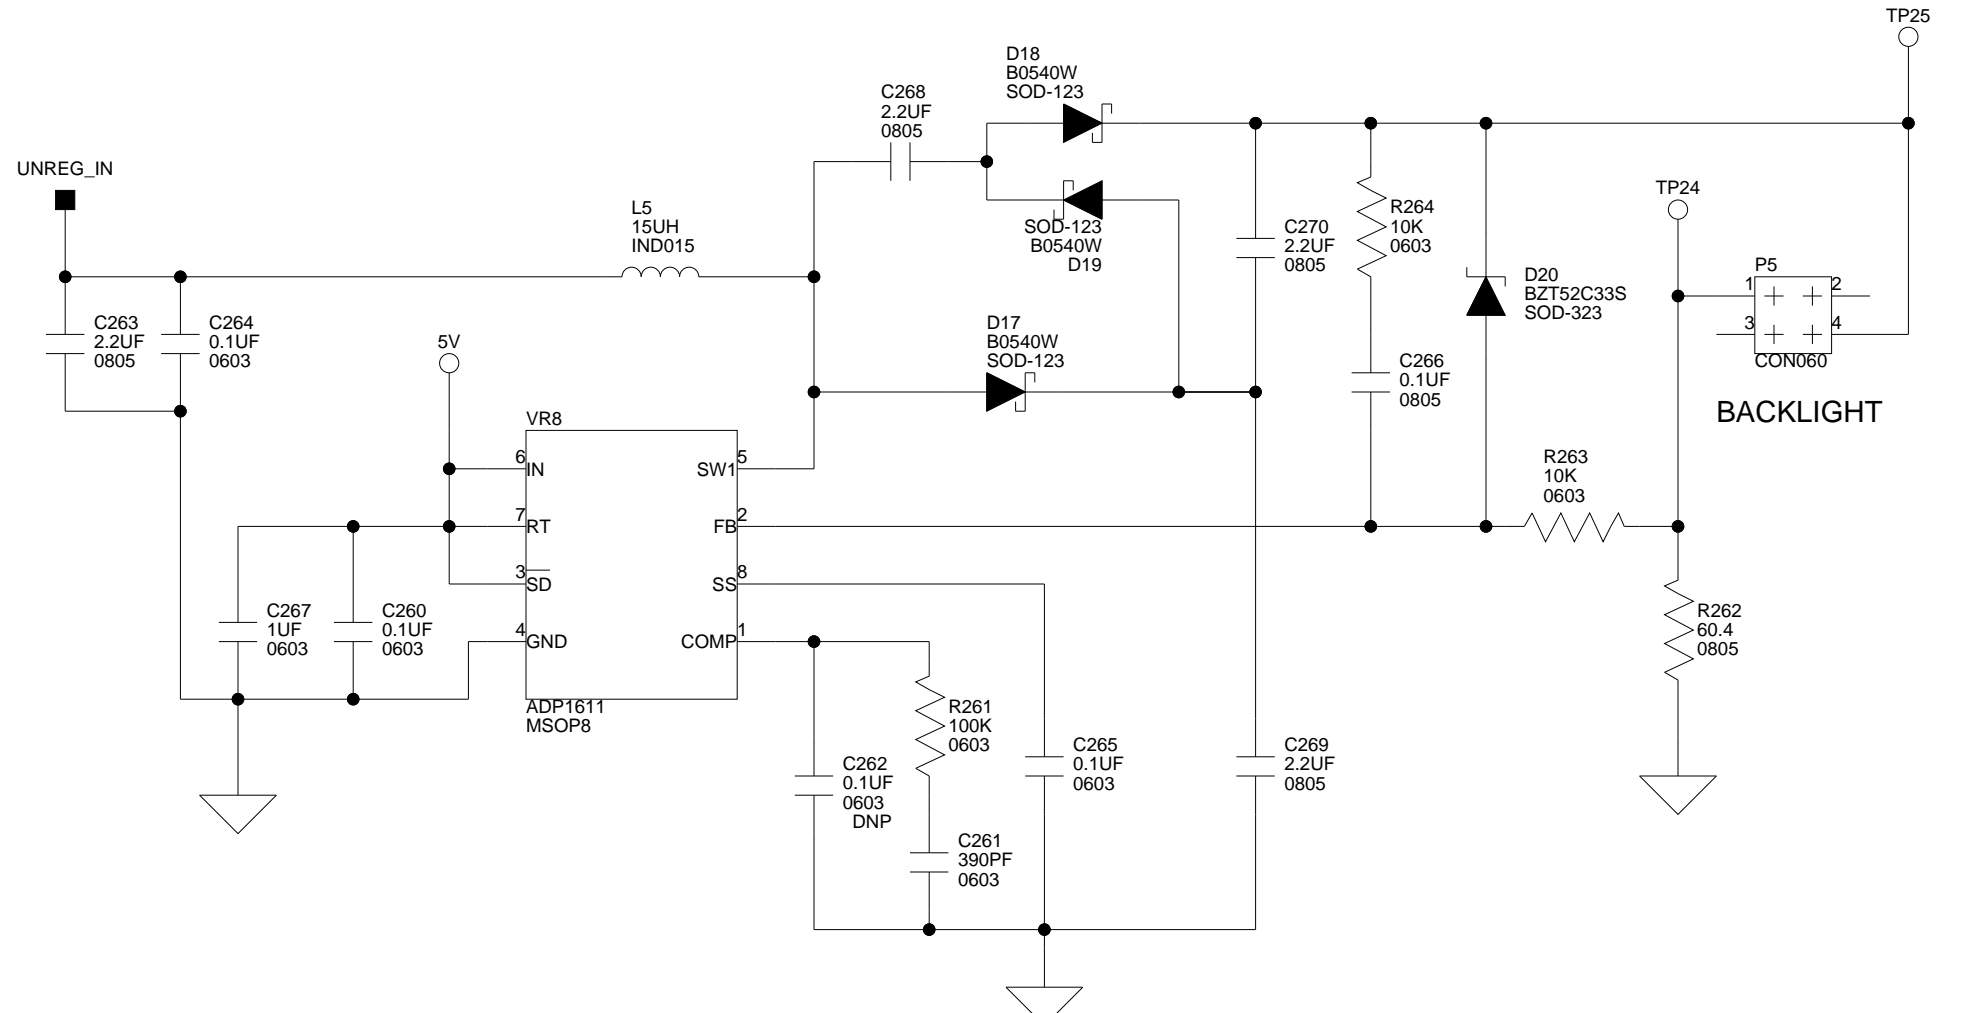 TP25
D18
B0540W
SOD-123
C268
2.2UF
0805
UNREG_IN
TP24
L5
15UH
IND015
R264
10K
0603
SOD-123
B0540W
D19
C270
2.2UF
0805
P5
1
2
3
4
CON060
D20
BZT52C33S
SOD-323
C263
2.2UF
0805
C264
0.1UF
0603
5V
D17
B0540W
SOD-123
C266
0.1UF
0805
BACKLIGHT
VR8
6
IN
SW1
5
7
RT
FB
2
3
SD
SS
8
4
GND
COMP
1
ADP1611
MSOP8
R263
10K
0603
C267
1UF
0603
C260
0.1UF
0603
R262
60.4
0805
R261
100K
0603
C262
0.1UF
0603
DNP
C265
0.1UF
0603
C269
2.2UF
0805
C261
390PF
0603